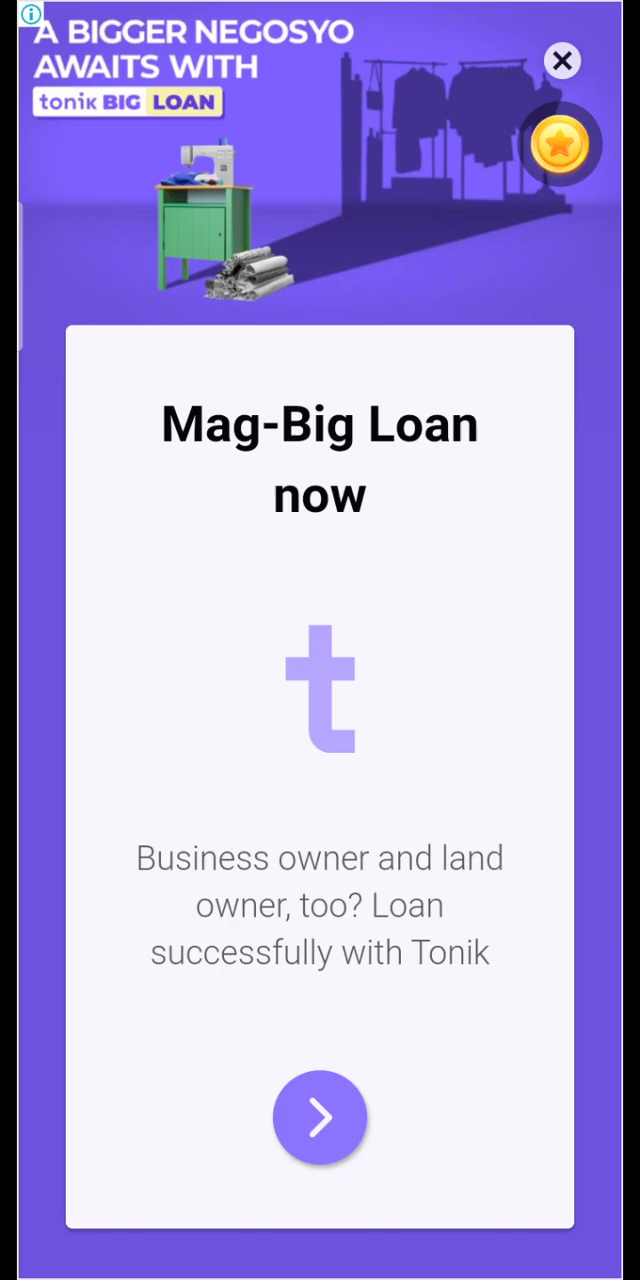 A BIGGER NEGOSYO
AWAITS WITH
tonik BIG LOAN
Mag-Big Loan
now
t
Business owner and land
owner, too? Loan
successfully with Tonik